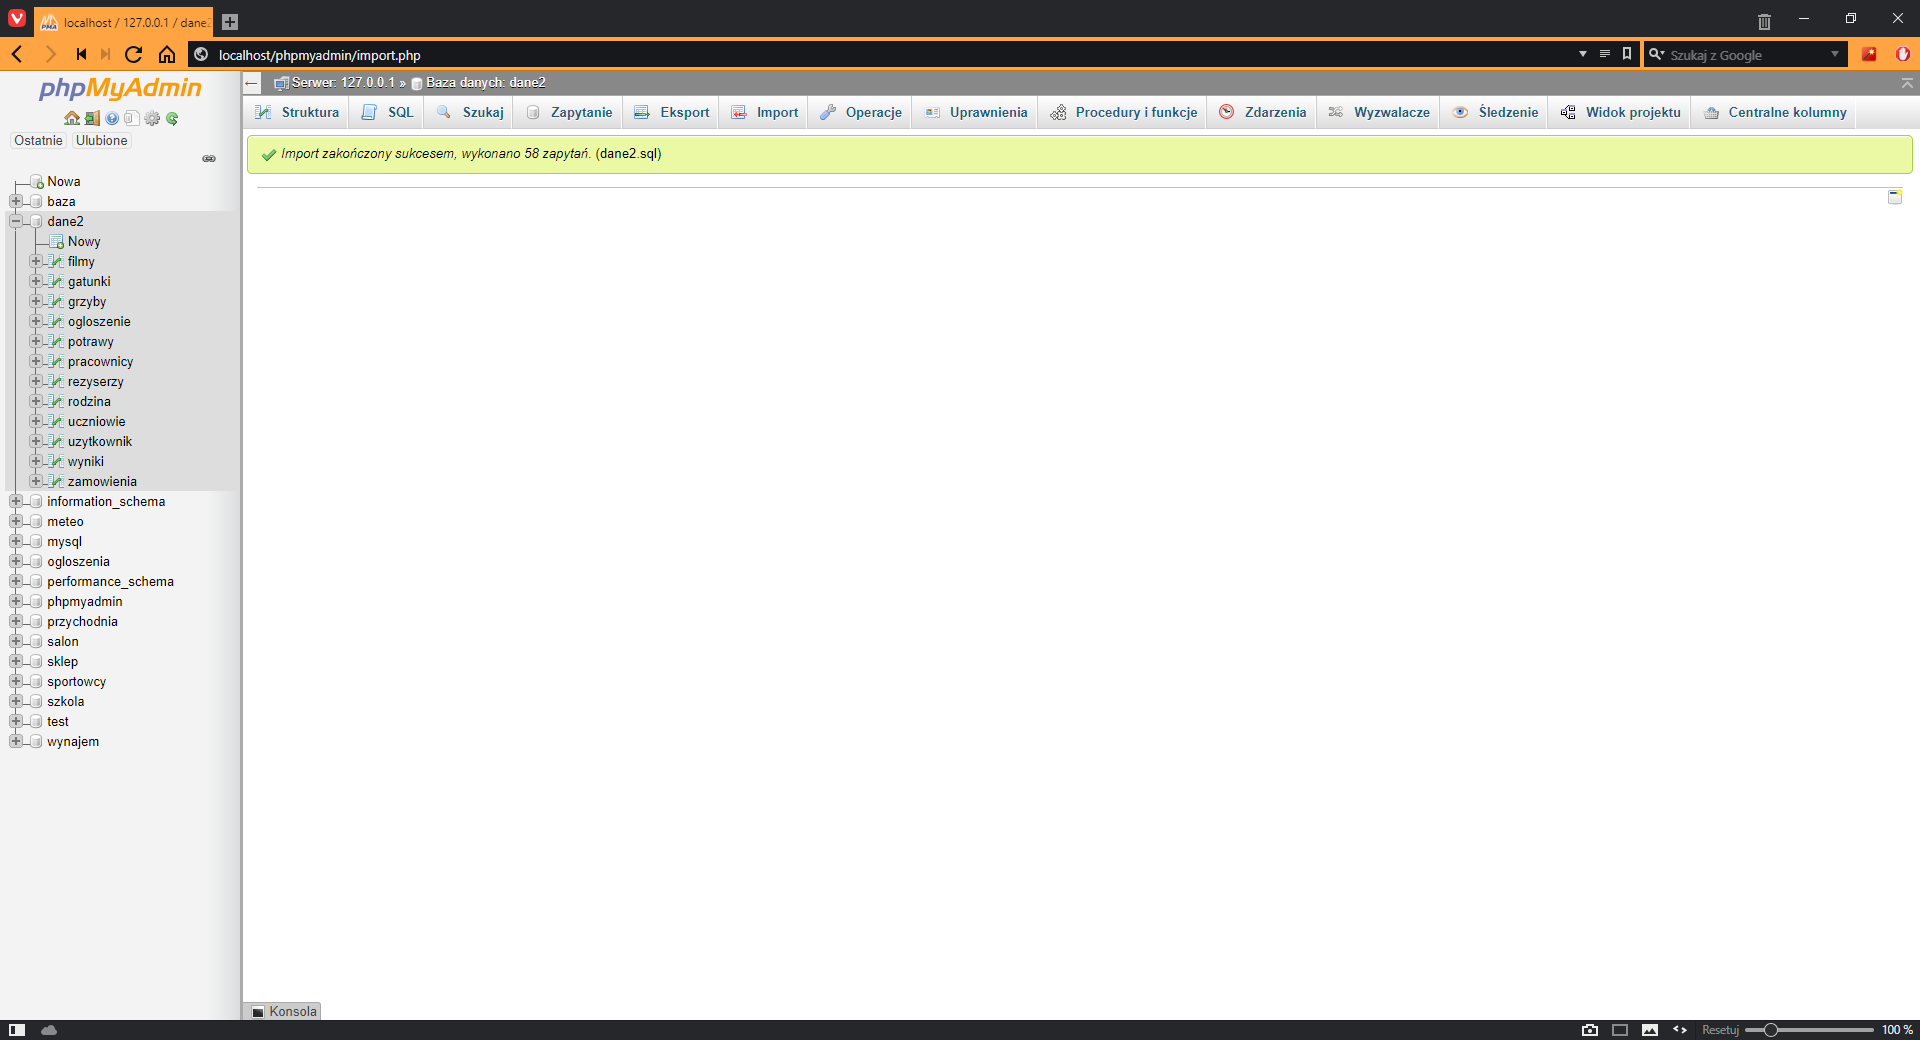 localhost / 127.0.0.1 / dane2
localhost/phpmyadmin/import.php
Szukaj z Google
phpMyAdmin
Ostatnie
Ulubione
Nowa
baza
dane2
Nowy
filmy
gatunki
grzyby
ogloszenie
potrawy
pracownicy
rezyserzy
rodzina
uczniowie
uzytkownik
wyniki
zamowienia
information_schema
meteo
mysql
ogloszenia
performance_schema
phpmyadmin
przychodnia
salon
sklep
sportowcy
szkola
test
wynajem
Serwer: 127.0.0.1 » Baza danych: dane2
Struktura SQL Szukaj Zapytanie Eksport Import Operacje Uprawnienia Procedury i funkcje Zdarzenia Wyzwalacze Śledzenie Widok projektu Centralne kolumny
Import zakończony sukcesem, wykonano 58 zapytań. (dane2.sql)
Konsola
Resetuj 100 %